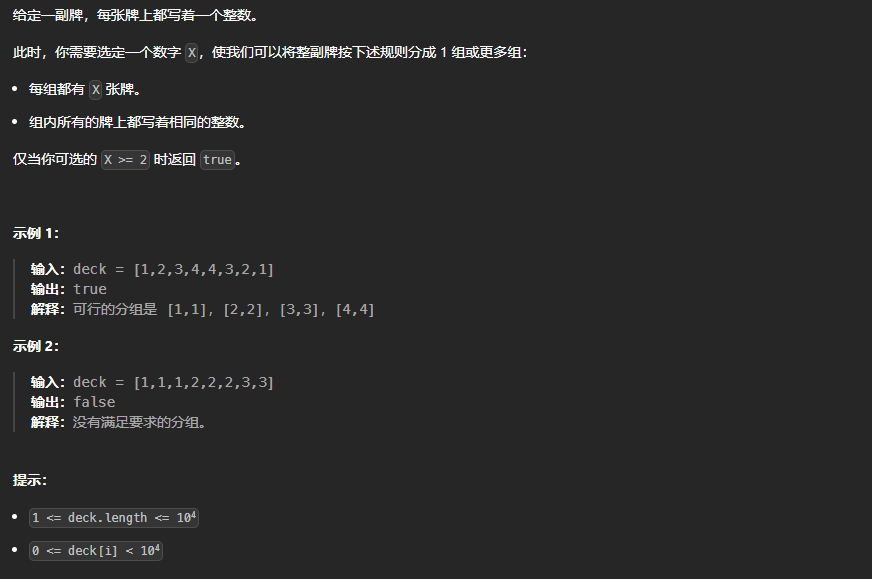 给定一副牌，每张牌上都写着一个整数。
此时，你需要选定一个数字 X，使我们可以将整副牌按下述规则分成 1 组或更多组：
• 每组都有 X 张牌。
• 组内所有的牌上都写着相同的整数。
仅当你可选的 X >= 2 时返回 true。
示例 1：
输入：deck = [1,2,3,4,4,3,2,1]
输出：true
解释：可行的分组是 [1,1]，[2,2]，[3,3]，[4,4]
示例 2：
输入：deck = [1,1,1,2,2,2,3,3]
输出：false
解释：没有满足要求的分组。
提示：
• 1 <= deck.length <= 10⁴
• 0 <= deck[i] < 10⁴